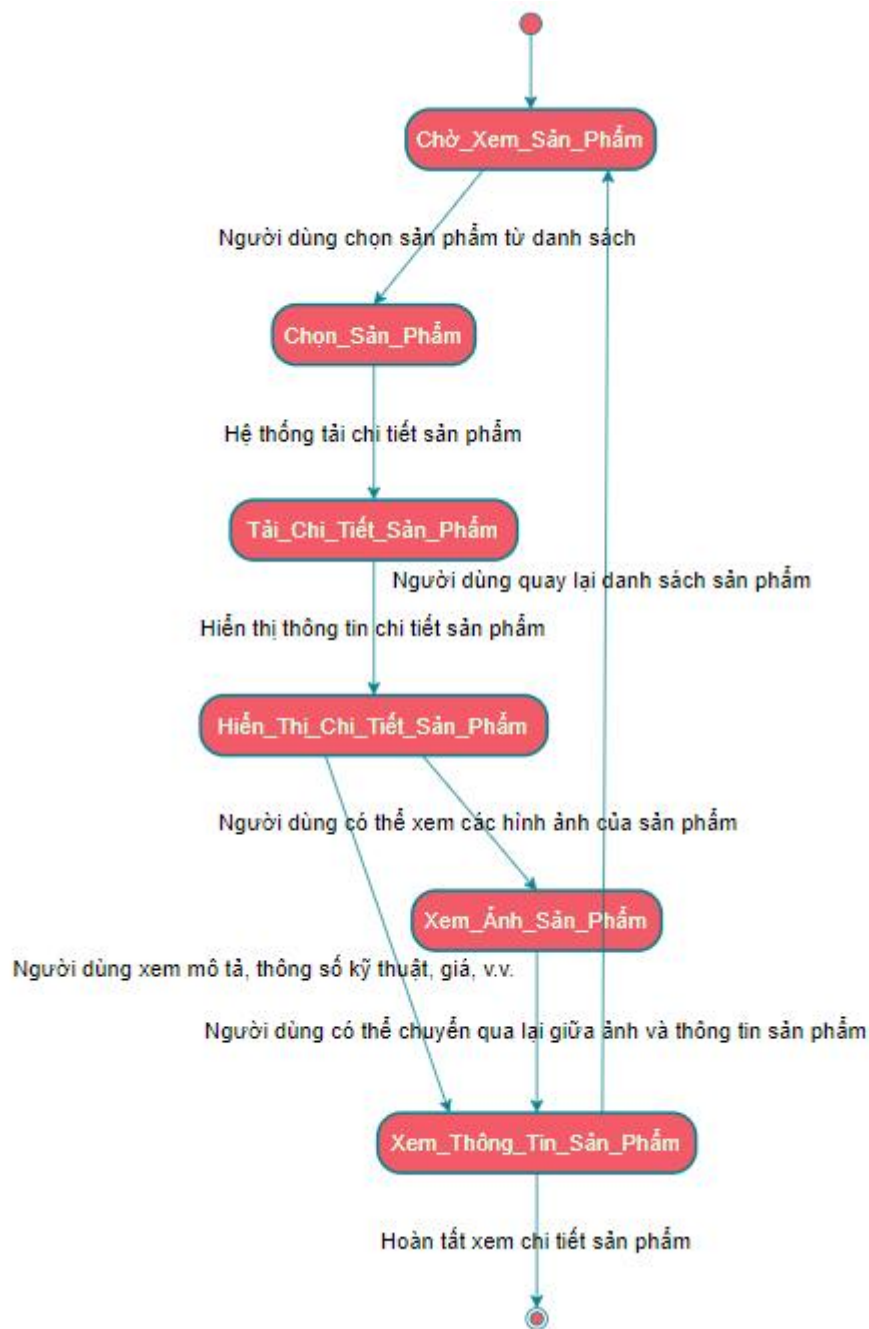 Chờ_Xem_Sản_Phẩm
Người dùng chọn sản phẩm từ danh sách
Chọn_Sản_Phẩm
Hệ thống tải chi tiết sản phẩm
Tải_Chi_Tiết_Sản_Phẩm
Người dùng quay lại danh sách sản phẩm
Hiển thị thông tin chi tiết sản phẩm
Hiển_Thị_Chi_Tiết_Sản_Phẩm
Người dùng có thể xem các hình ảnh của sản phẩm
Xem_Ảnh_Sản_Phẩm
Người dùng xem mô tả, thông số kỹ thuật, giá, v.v.
Người dùng có thể chuyển qua lại giữa ảnh và thông tin sản phẩm
Xem_Thông_Tin_Sản_Phẩm
Hoàn tất xem chi tiết sản phẩm